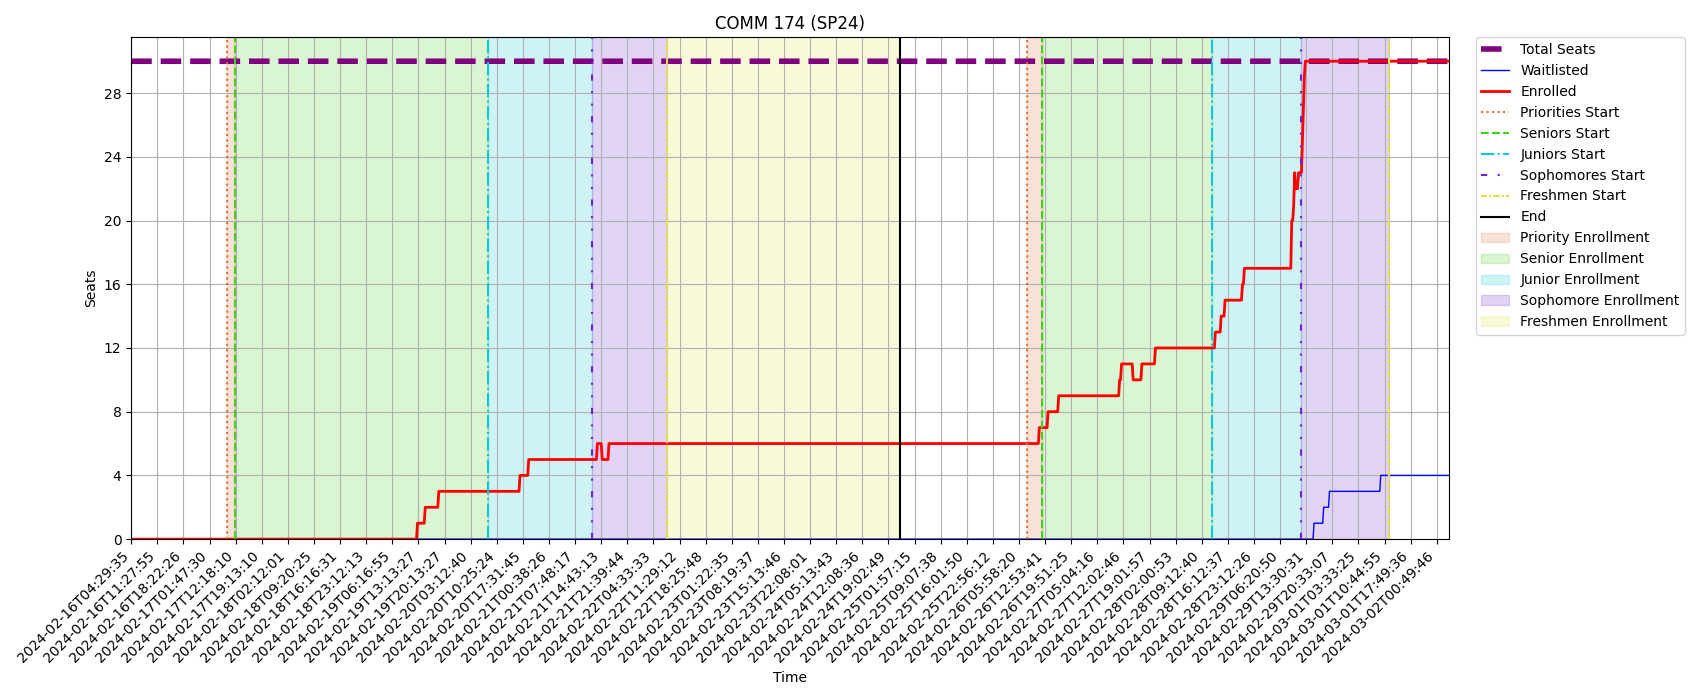 COMM 174 (SP24)
Seats
28
24
20
16
12
8
4
0
2024-02-16T04:29:35
2024-02-16T11:27:55
2024-02-16T18:22:26
2024-02-17T01:47:30
2024-02-17T12:18:10
2024-02-17T19:13:10
2024-02-18T02:12:01
2024-02-18T09:20:25
2024-02-18T16:16:31
2024-02-18T23:12:13
2024-02-19T06:16:55
2024-02-19T13:13:27
2024-02-19T20:13:27
2024-02-20T03:12:40
2024-02-20T10:25:24
2024-02-20T17:31:45
2024-02-21T00:38:26
2024-02-21T07:48:17
2024-02-21T14:43:13
2024-02-21T21:39:44
2024-02-22T04:33:33
2024-02-22T11:29:12
2024-02-22T18:25:48
2024-02-23T01:22:35
2024-02-23T08:19:37
2024-02-23T15:13:46
2024-02-23T22:08:01
2024-02-24T05:13:43
2024-02-24T12:08:36
2024-02-24T19:02:49
2024-02-25T01:57:15
2024-02-25T09:07:38
2024-02-25T16:01:50
2024-02-25T22:56:12
2024-02-26T05:58:20
2024-02-26T12:53:41
2024-02-26T19:51:25
2024-02-27T05:04:16
2024-02-27T12:02:46
2024-02-27T19:01:57
2024-02-28T02:00:53
2024-02-28T09:12:40
2024-02-28T16:12:37
2024-02-28T23:12:26
2024-02-29T06:20:50
2024-02-29T13:30:31
2024-02-29T20:33:07
2024-03-01T03:33:25
2024-03-01T10:44:55
2024-03-01T17:49:36
2024-03-02T00:49:46
Time
Total Seats
Waitlisted
Enrolled
Priorities Start
Seniors Start
Juniors Start
Sophomores Start
Freshmen Start
End
Priority Enrollment
Senior Enrollment
Junior Enrollment
Sophomore Enrollment
Freshmen Enrollment